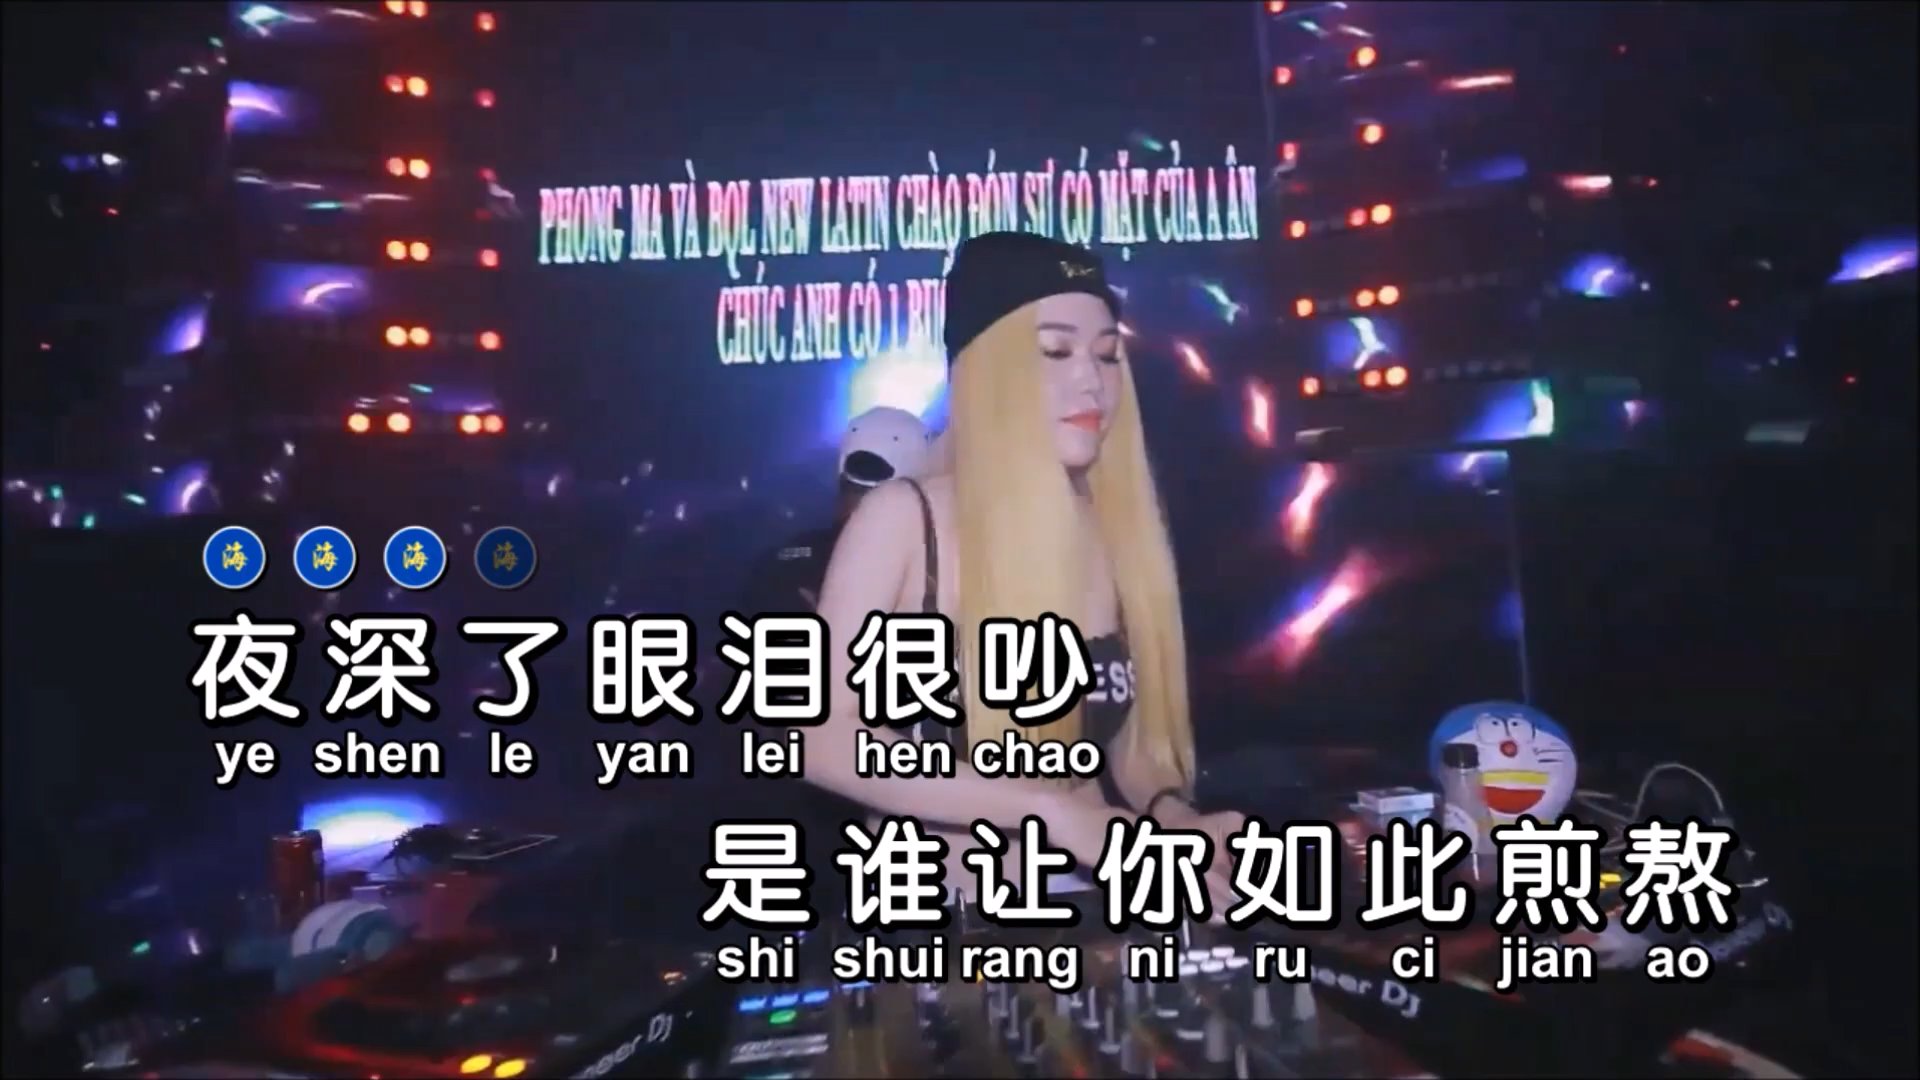 PHONG MA VÀ BQL NEW LATIN CHÀO ĐÓN SỰ CÓ MẶT CỦA A ÂN
CHÚC ANH CÓ 1
海 海 海 海
夜深了眼泪很吵
ye shen le yan lei hen chao
是谁让你如此煎熬
shi shui rang ni ru ci jian ao